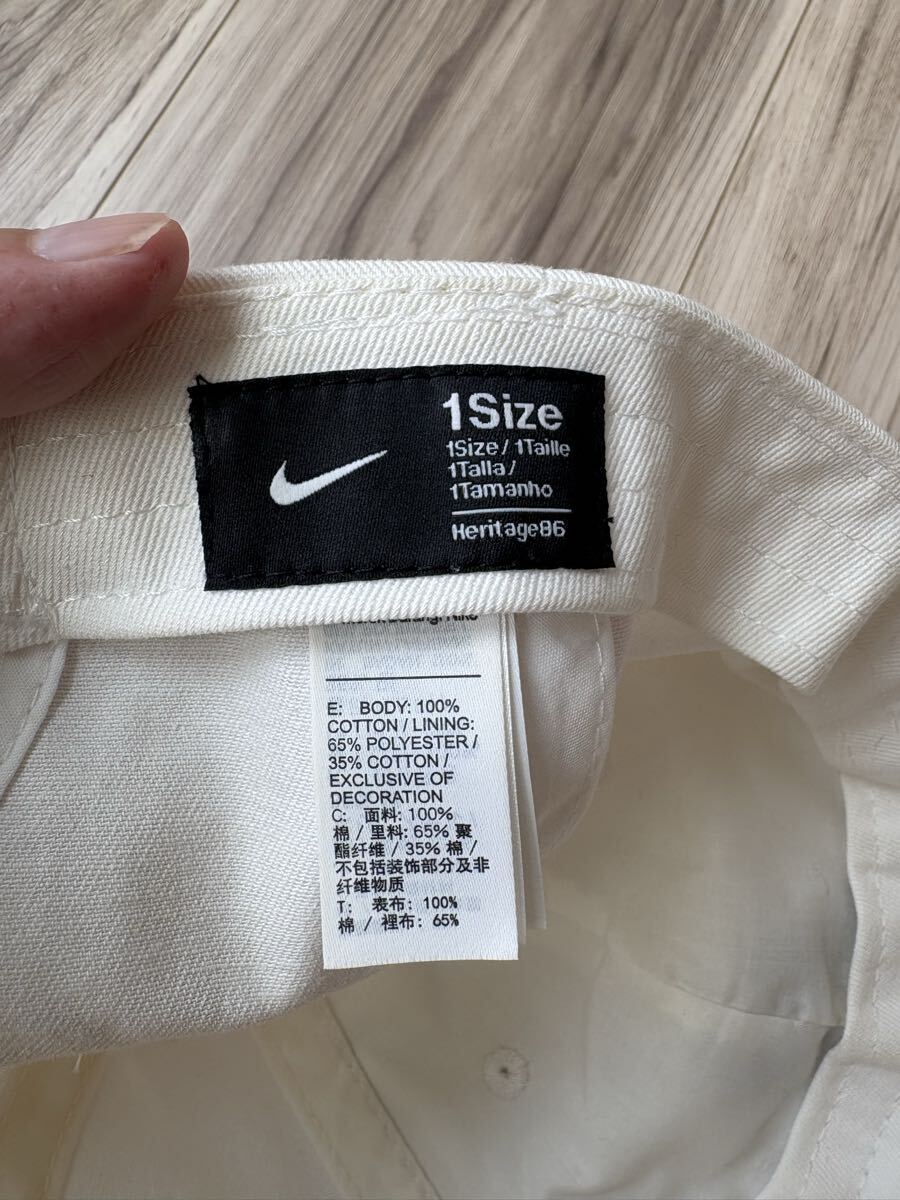 1Size
1Size / 1Taille
1Talla /
1Tamanho
Heritage86
E: BODY: 100%
COTTON / LINING:
65% POLYESTER /
35% COTTON /
EXCLUSIVE OF
DECORATION
C: 面料: 100%
棉 / 里料: 65% 聚
酯纤维 / 35% 棉 /
不包括装饰部分及非
纤维物质
T: 表布: 100%
棉 / 裡布: 65%